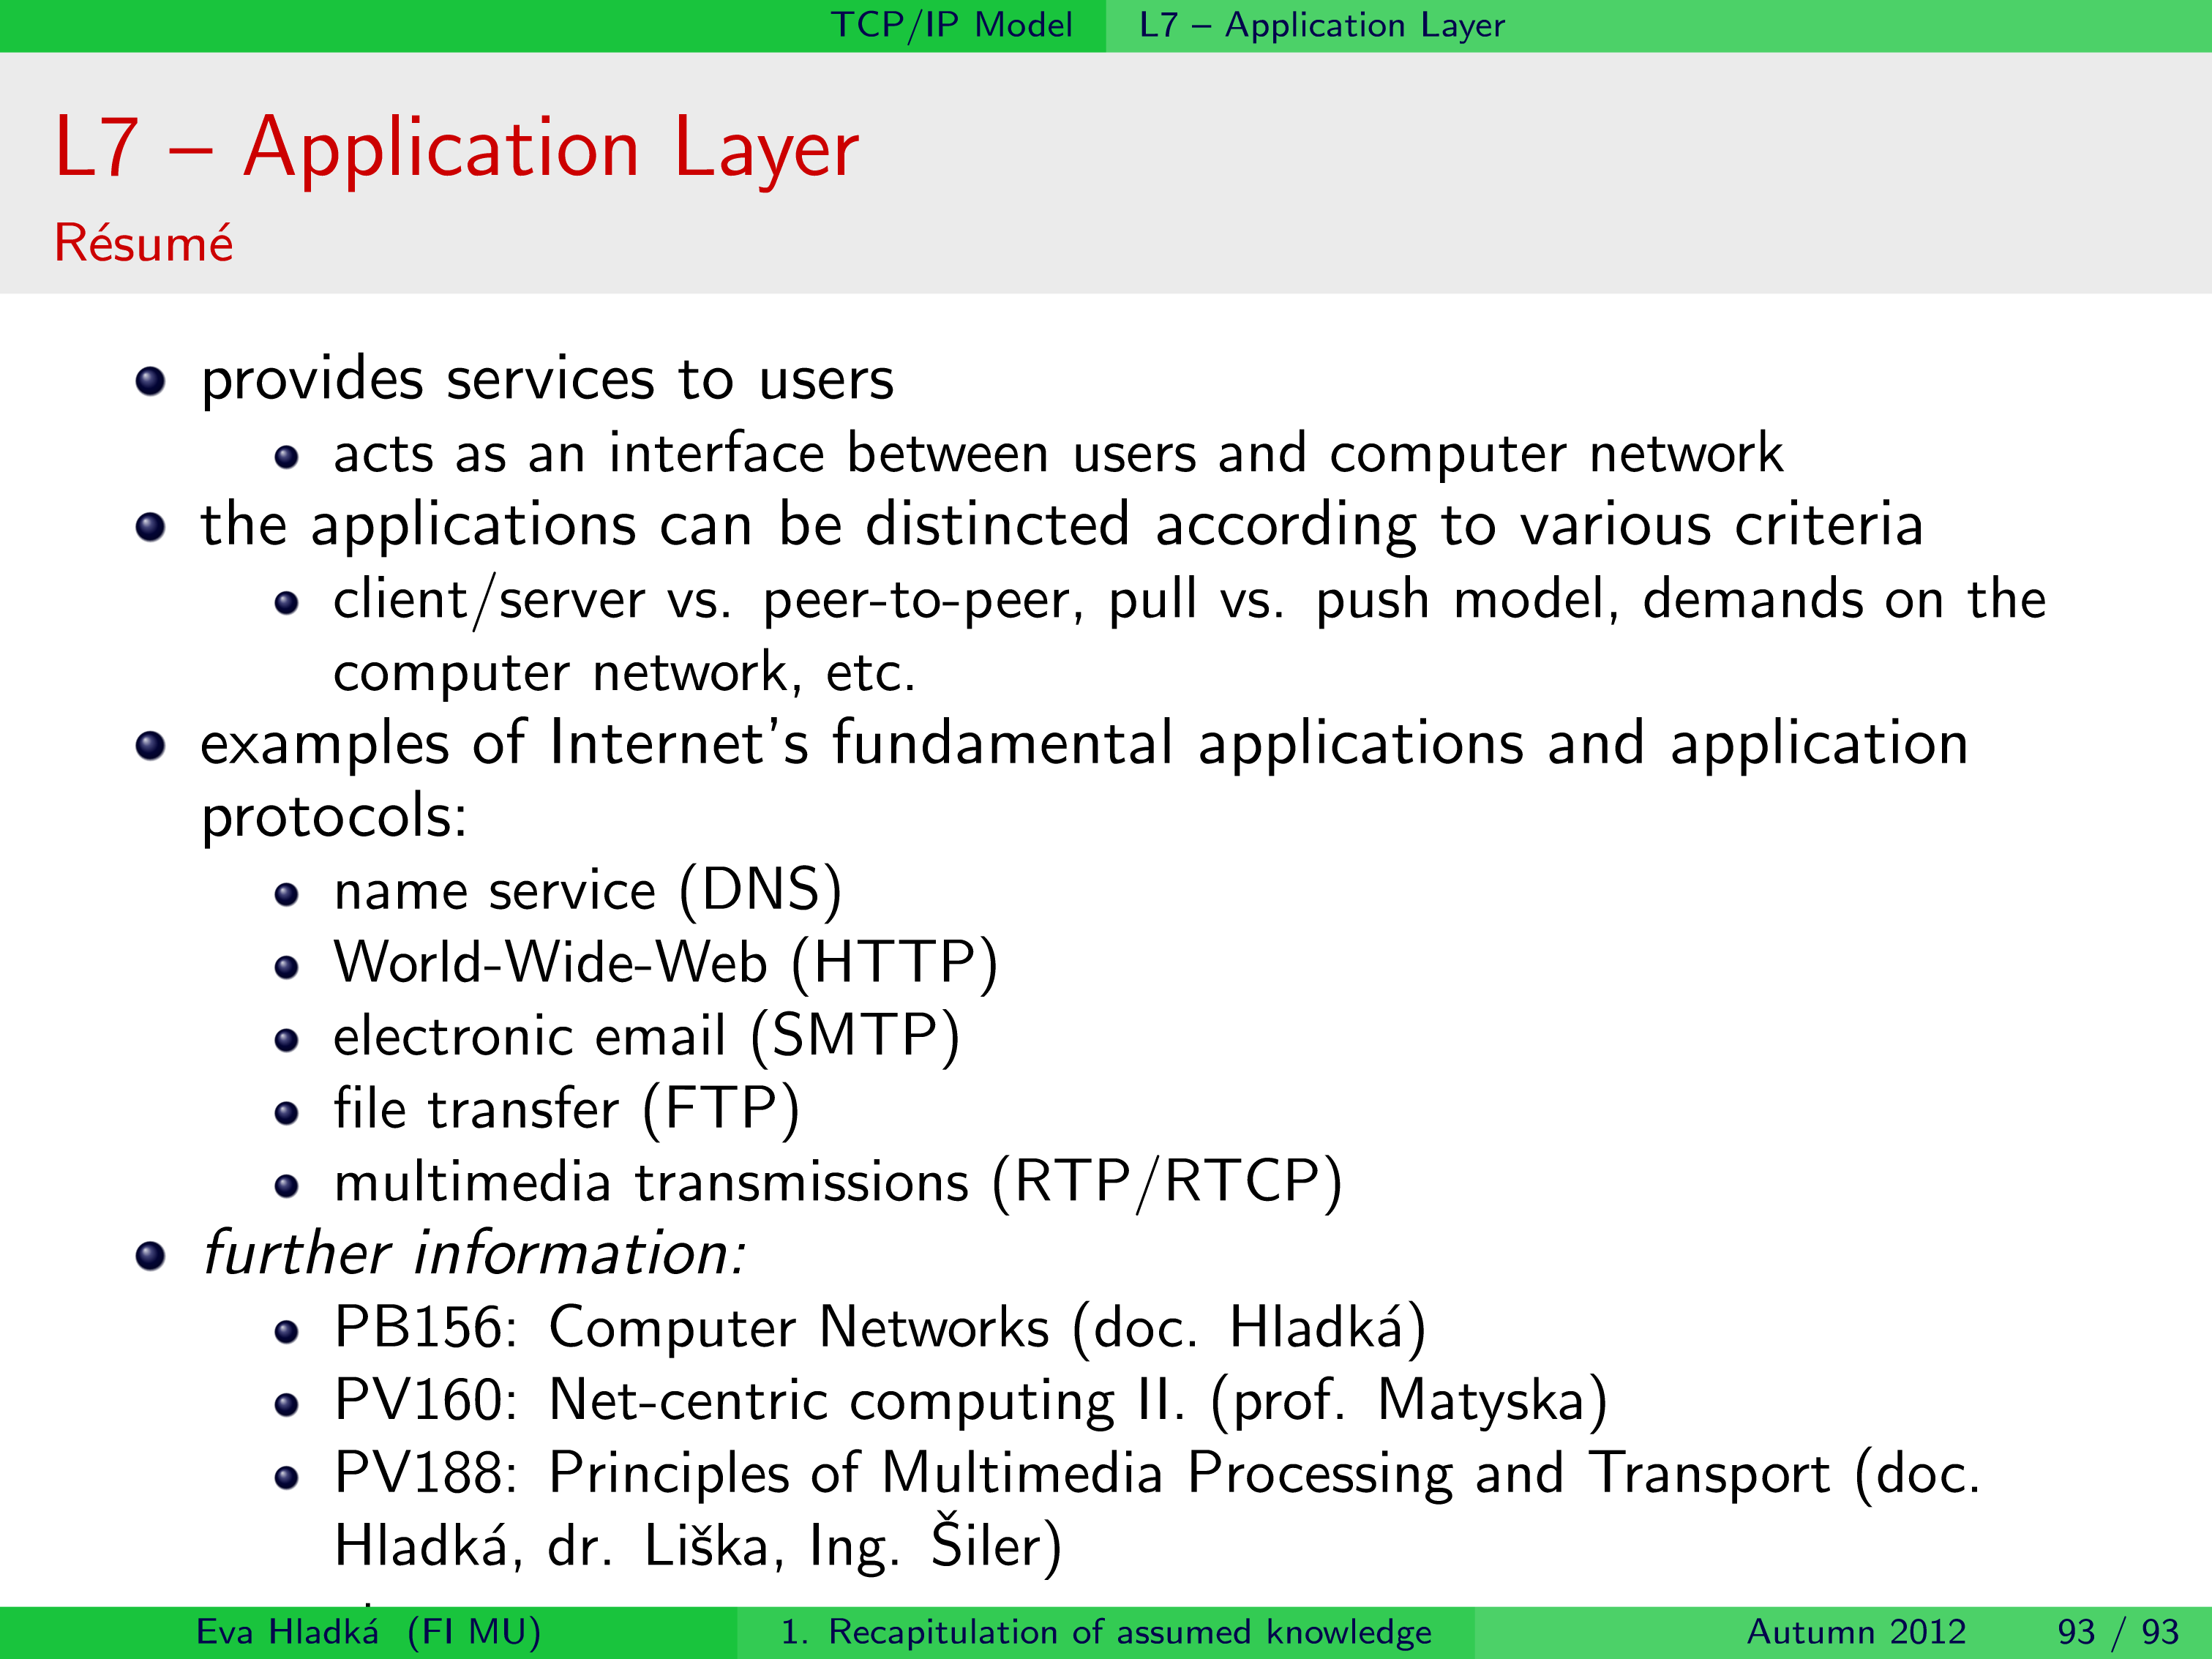 TCP/IP Model L7 – Application Layer
L7 – Application Layer
Résumé
provides services to users
acts as an interface between users and computer network
the applications can be distincted according to various criteria
client/server vs. peer-to-peer, pull vs. push model, demands on the
computer network, etc.
examples of Internet's fundamental applications and application
protocols:
name service (DNS)
World-Wide-Web (HTTP)
electronic email (SMTP)
file transfer (FTP)
multimedia transmissions (RTP/RTCP)
further information:
PB156: Computer Networks (doc. Hladká)
PV160: Net-centric computing II. (prof. Matyska)
PV188: Principles of Multimedia Processing and Transport (doc.
Hladká, dr. Liška, Ing. Šiler)
Eva Hladká (FI MU) 1. Recapitulation of assumed knowledge Autumn 2012 93 / 93